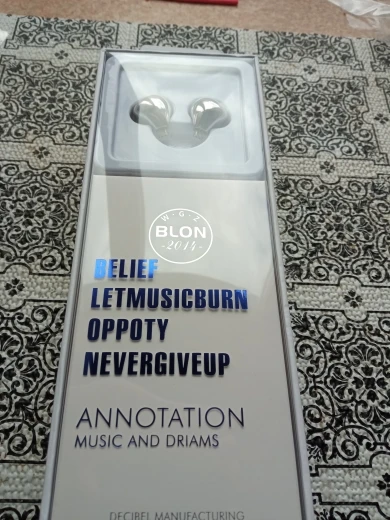 W·G·Z
BLON
-2014-
BELIEF
LETMUSICBURN
OPPOTY
NEVERGIVEUP
ANNOTATION
MUSIC AND DRIAMS
DECIBEL MANUFACTURING